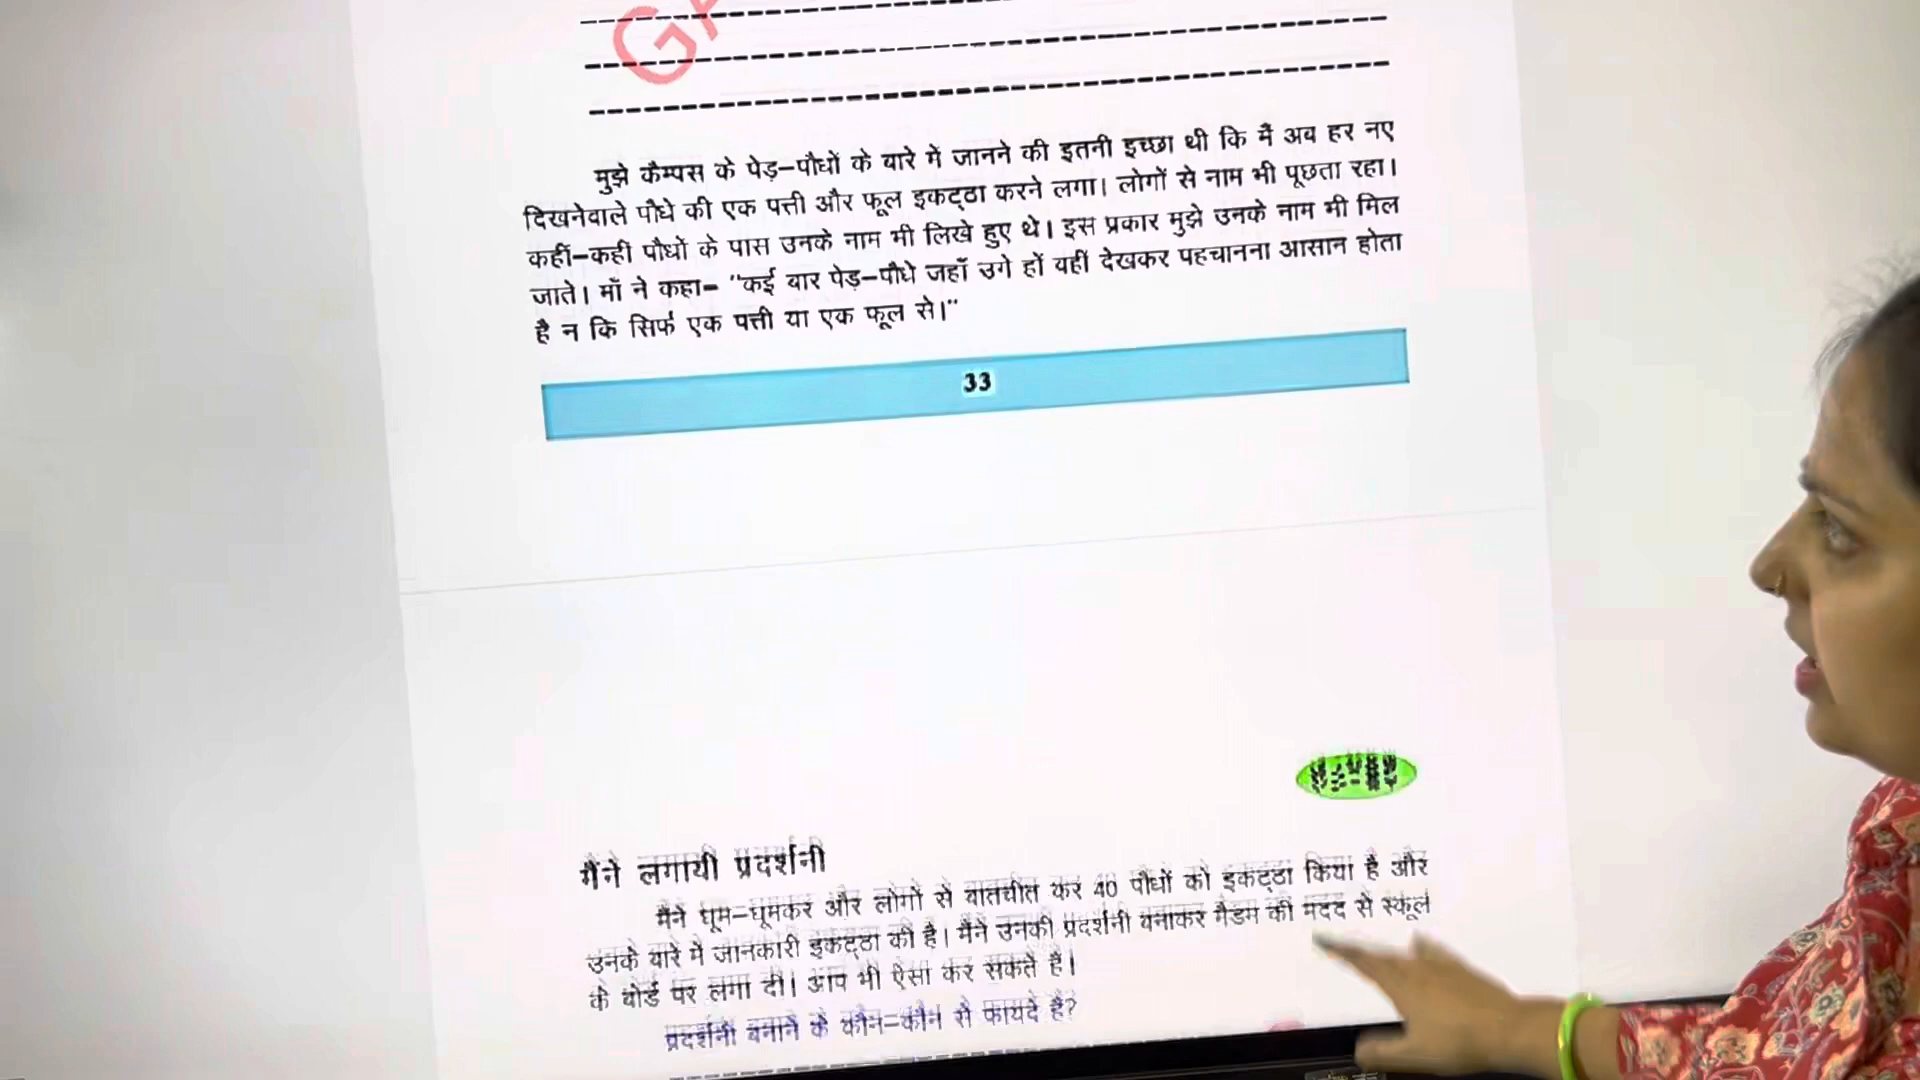 GA
मुझे कैम्पस के पेड़–पौधों के बारे में जानने की इतनी इच्छा थी कि मैं अब हर नए
दिखनेवाले पौधे की एक पत्ती और फूल इकट्ठा करने लगा। लोगों से नाम भी पूछता रहा।
कहीं–कहीं पौधों के पास उनके नाम भी लिखे हुए थे। इस प्रकार मुझे उनके नाम भी मिल
जाते। माँ ने कहा– "कई बार पेड़–पौधे जहाँ उगे हों वहीं देखकर पहचानना आसान होता
है न कि सिर्फ एक पत्ती या एक फूल से।"
33
मैंने लगायी प्रदर्शनी
मैंने घूम–घूमकर और लोगों से बातचीत कर 40 पौधों को इकट्ठा किया है और
उनके बारे में जानकारी इकट्ठा की है। मैंने उनकी प्रदर्शनी बनाकर मैडम की मदद से स्कूल
के बोर्ड पर लगा दी। आप भी ऐसा कर सकते हैं।
प्रदर्शनी बनाने के कौन–कौन से फायदे हैं?